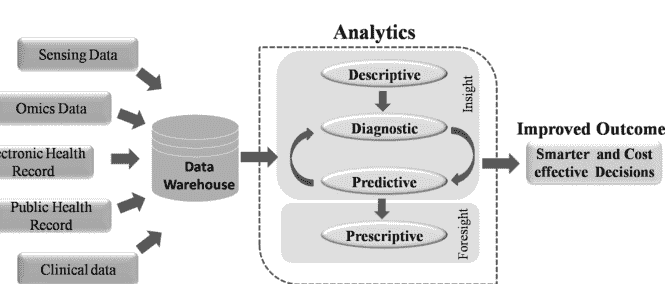 Analytics
Sensing Data
Omics Data
ectronic Health
Record
Public Health
Record
Clinical data
Data
Warehouse
Descriptive
Diagnostic
Predictive
Insight
Prescriptive
Foresight
Improved Outcome
Smarter and Cost
effective Decisions